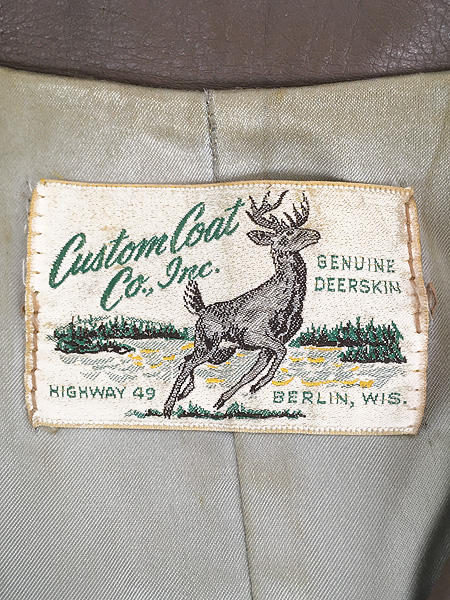 Custom Coat
Co., Inc.
GENUINE
DEERSKIN
HIGHWAY 49
BERLIN, WIS.